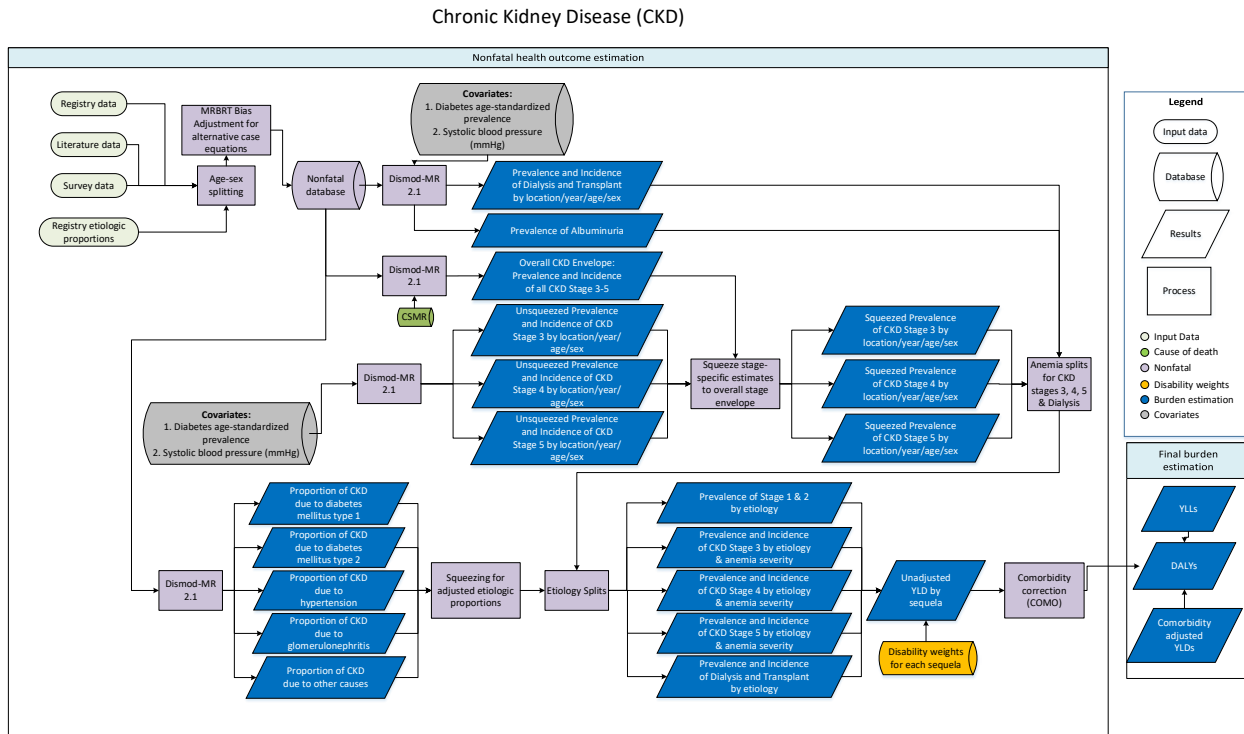 Chronic Kidney Disease (CKD)
Nonfatal health outcome estimation
Registry data
Literature data
Survey data
Registry etiologic
proportions
MRBRT Bias
Adjustment for
alternative case
equations
Age-sex
splitting
Nonfatal
database
Covariates:
1. Diabetes age-standardized
prevalence
2. Systolic blood pressure
(mmHg)
Dismod-MR
2.1
Prevalence and Incidence
of Dialysis and Transplant
by location/year/age/sex
Prevalence of Albuminuria
Dismod-MR
2.1
CSMR
Overall CKD Envelope:
Prevalence and Incidence
of all CKD Stage 3-5
Covariates:
1. Diabetes age-standardized
prevalence
2. Systolic blood pressure (mmHg)
Dismod-MR
2.1
Unsqueezed Prevalence
and Incidence of CKD
Stage 3 by location/year/
age/sex
Unsqueezed Prevalence
and Incidence of CKD
Stage 4 by location/year/
age/sex
Unsqueezed Prevalence
and Incidence of CKD
Stage 5 by location/year/
age/sex
Squeeze stage-
specific estimates
to overall stage
envelope
Squeezed Prevalence
of CKD Stage 3 by
location/year/age/sex
Squeezed Prevalence
of CKD Stage 4 by
location/year/age/sex
Squeezed Prevalence
of CKD Stage 5 by
location/year/age/sex
Anemia splits
for CKD
stages 3, 4, 5
& Dialysis
Dismod-MR
2.1
Proportion of CKD
due to diabetes
mellitus type 1
Proportion of CKD
due to diabetes
mellitus type 2
Proportion of CKD
due to
hypertension
Proportion of CKD
due to
glomerulonephritis
Proportion of CKD
due to other causes
Squeezing for
adjusted etiologic
proportions
Etiology Splits
Prevalence of Stage 1 & 2
by etiology
Prevalence and Incidence
of CKD Stage 3 by etiology
& anemia severity
Prevalence and Incidence
of CKD Stage 4 by etiology
& anemia severity
Prevalence and Incidence
of CKD Stage 5 by etiology
& anemia severity
Prevalence and Incidence
of Dialysis and Transplant
by etiology
Unadjusted
YLD by
sequela
Disability weights
for each sequela
Comorbidity
correction
(COMO)
Legend
Input data
Database
Results
Process
Input Data
Cause of death
Nonfatal
Disability weights
Burden estimation
Covariates
Final burden
estimation
YLLs
DALYs
Comorbidity
adjusted
YLDs